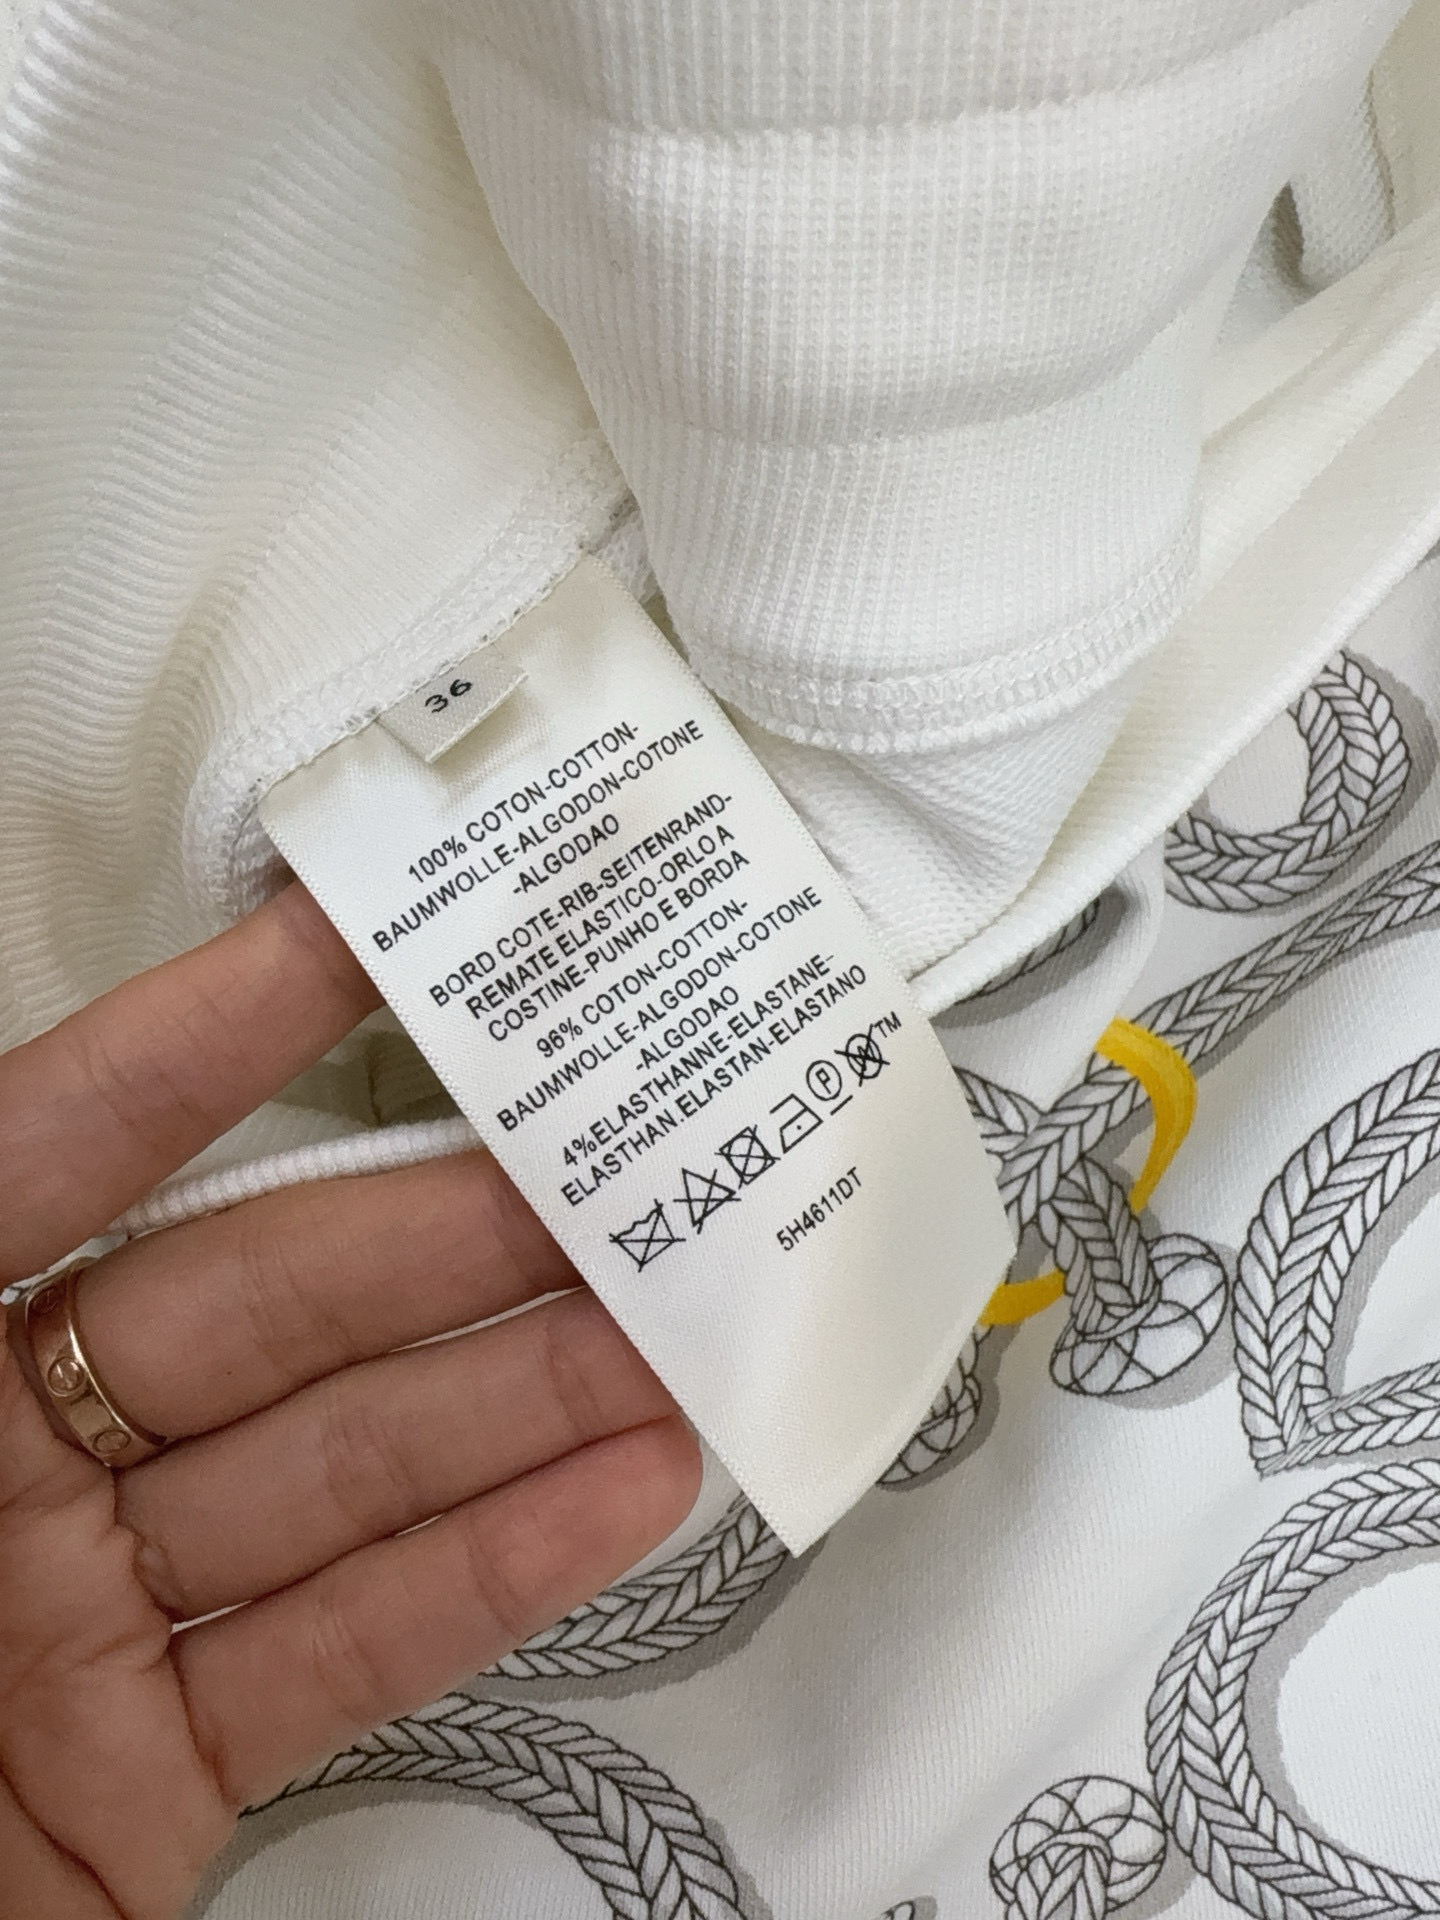 36
100% COTON-COTTON-
BAUMWOLLE-ALGODON-COTONE
-ALGODAO
BORD COTE-RIB-SEITENRAND-
REMATE ELASTICO-ORLO A
COSTINE-PUNHO E BORDA
96% COTON-COTTON-
BAUMWOLLE-ALGODON-COTONE
-ALGODAO
4%ELASTHANNE-ELASTANE-
ELASTHAN.ELASTAN-ELASTANO
P W TM
5H4611DT